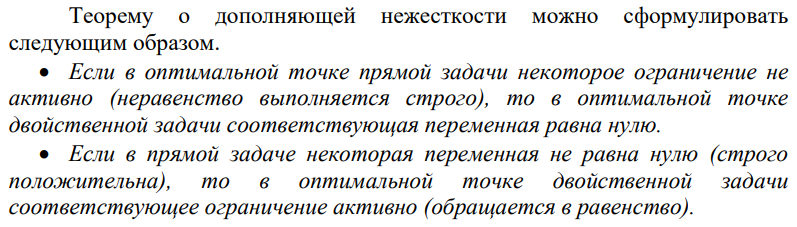 Теорему о дополняющей нежесткости можно сформулировать
следующим образом.
• Если в оптимальной точке прямой задачи некоторое ограничение не
активно (неравенство выполняется строго), то в оптимальной точке
двойственной задачи соответствующая переменная равна нулю.
• Если в прямой задаче некоторая переменная не равна нулю (строго
положительна), то в оптимальной точке двойственной задачи
соответствующее ограничение активно (обращается в равенство).